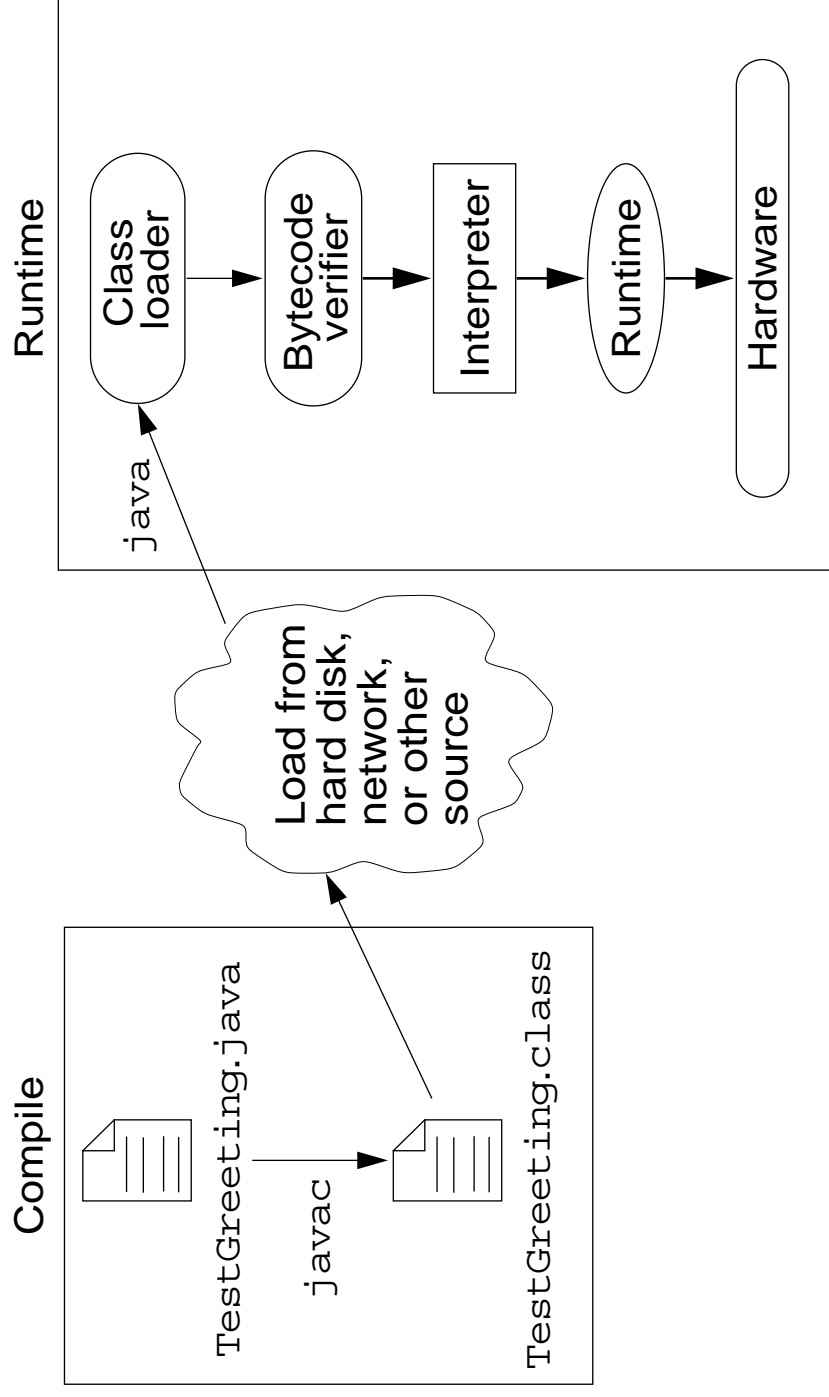 Compile
TestGreeting.java
javac
TestGreeting.class
Load from
hard disk,
network,
or other
source
Runtime
java
Class
loader
Bytecode
verifier
Interpreter
Runtime
Hardware